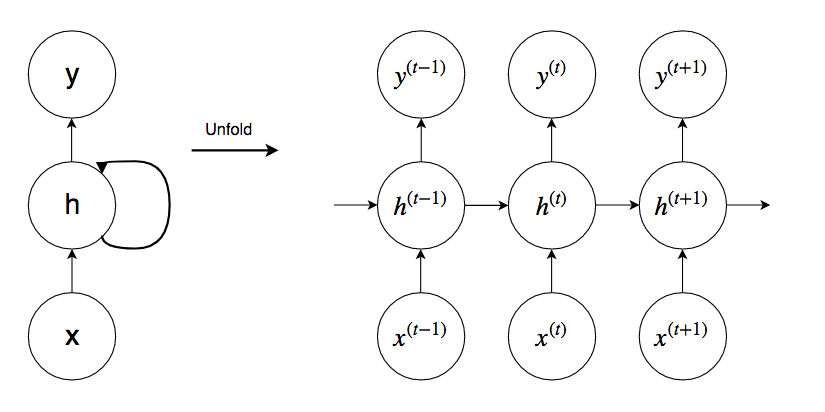 y
y^(t−1) y^(t) y^(t+1)
Unfold
h
h^(t−1) h^(t) h^(t+1)
x
x^(t−1) x^(t) x^(t+1)